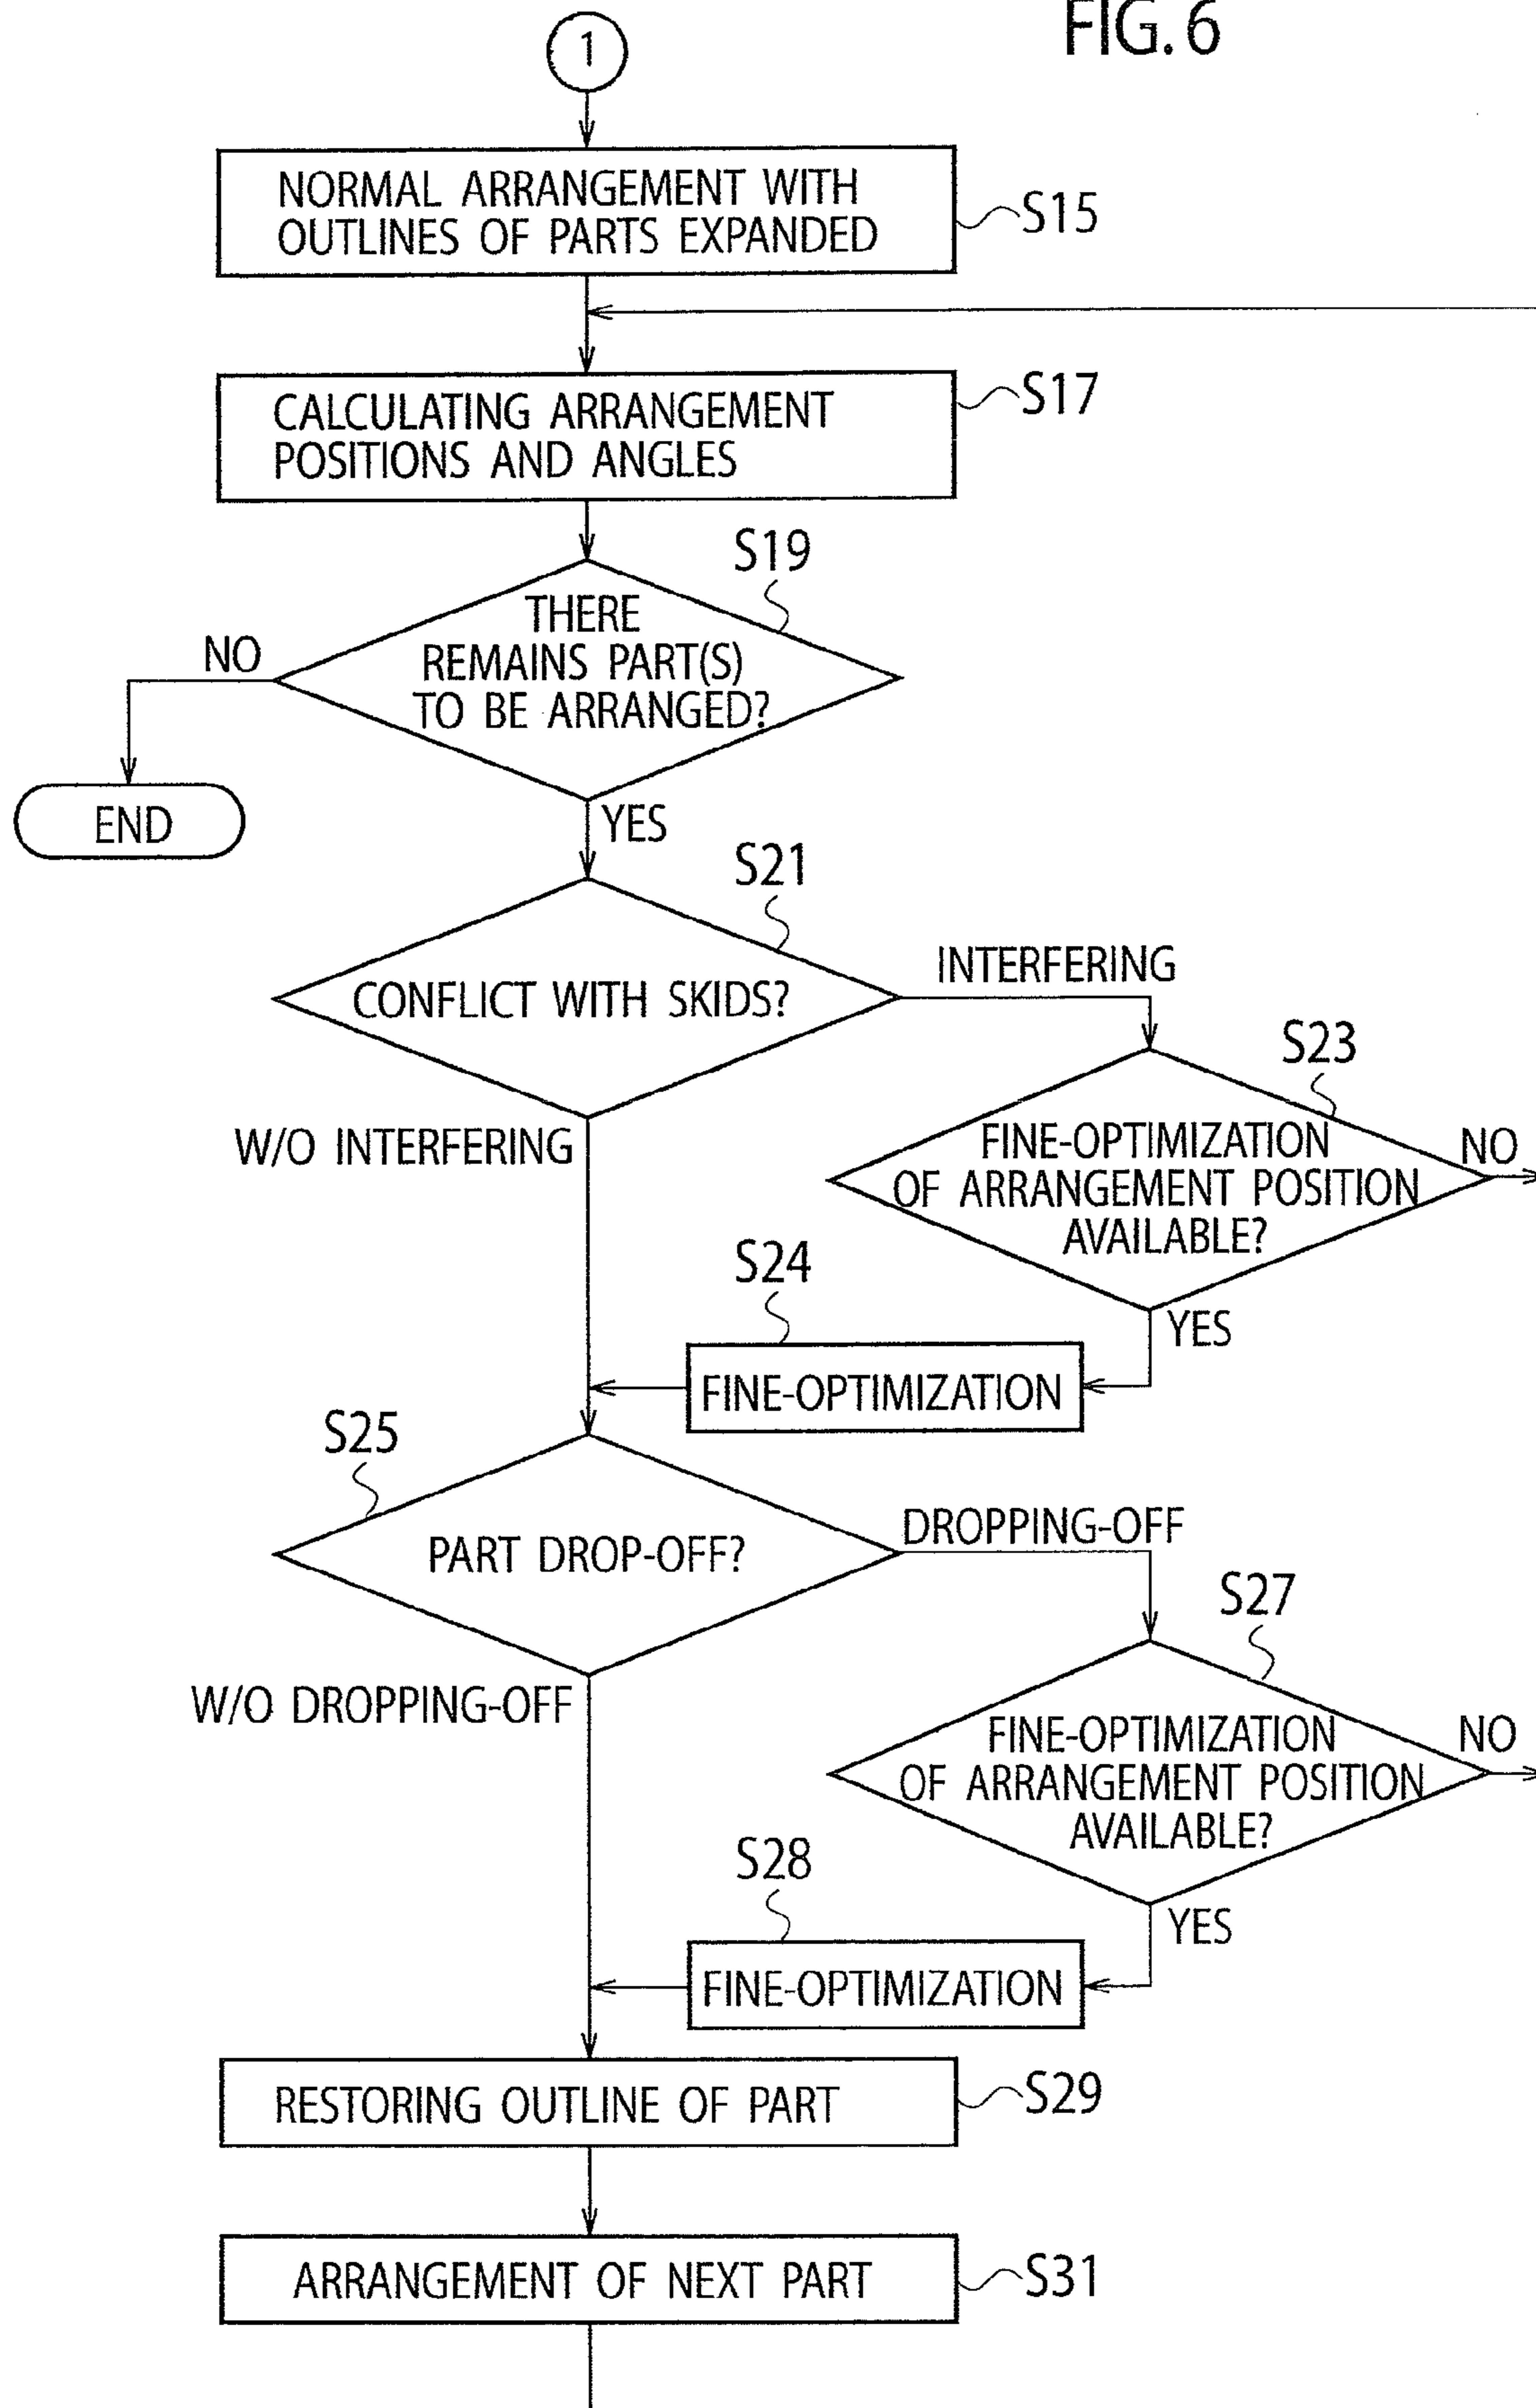 FIG. 6
1
NORMAL ARRANGEMENT WITH
OUTLINES OF PARTS EXPANDED
S15
CALCULATING ARRANGEMENT
POSITIONS AND ANGLES
S17
S19
THERE
REMAINS PART(S)
TO BE ARRANGED?
NO
END
YES
S21
CONFLICT WITH SKIDS?
INTERFERING
W/O INTERFERING
S23
FINE-OPTIMIZATION
OF ARRANGEMENT POSITION
AVAILABLE?
NO
YES
S24
FINE-OPTIMIZATION
S25
PART DROP-OFF?
DROPPING-OFF
W/O DROPPING-OFF
S27
FINE-OPTIMIZATION
OF ARRANGEMENT POSITION
AVAILABLE?
NO
YES
S28
FINE-OPTIMIZATION
RESTORING OUTLINE OF PART
S29
ARRANGEMENT OF NEXT PART
S31